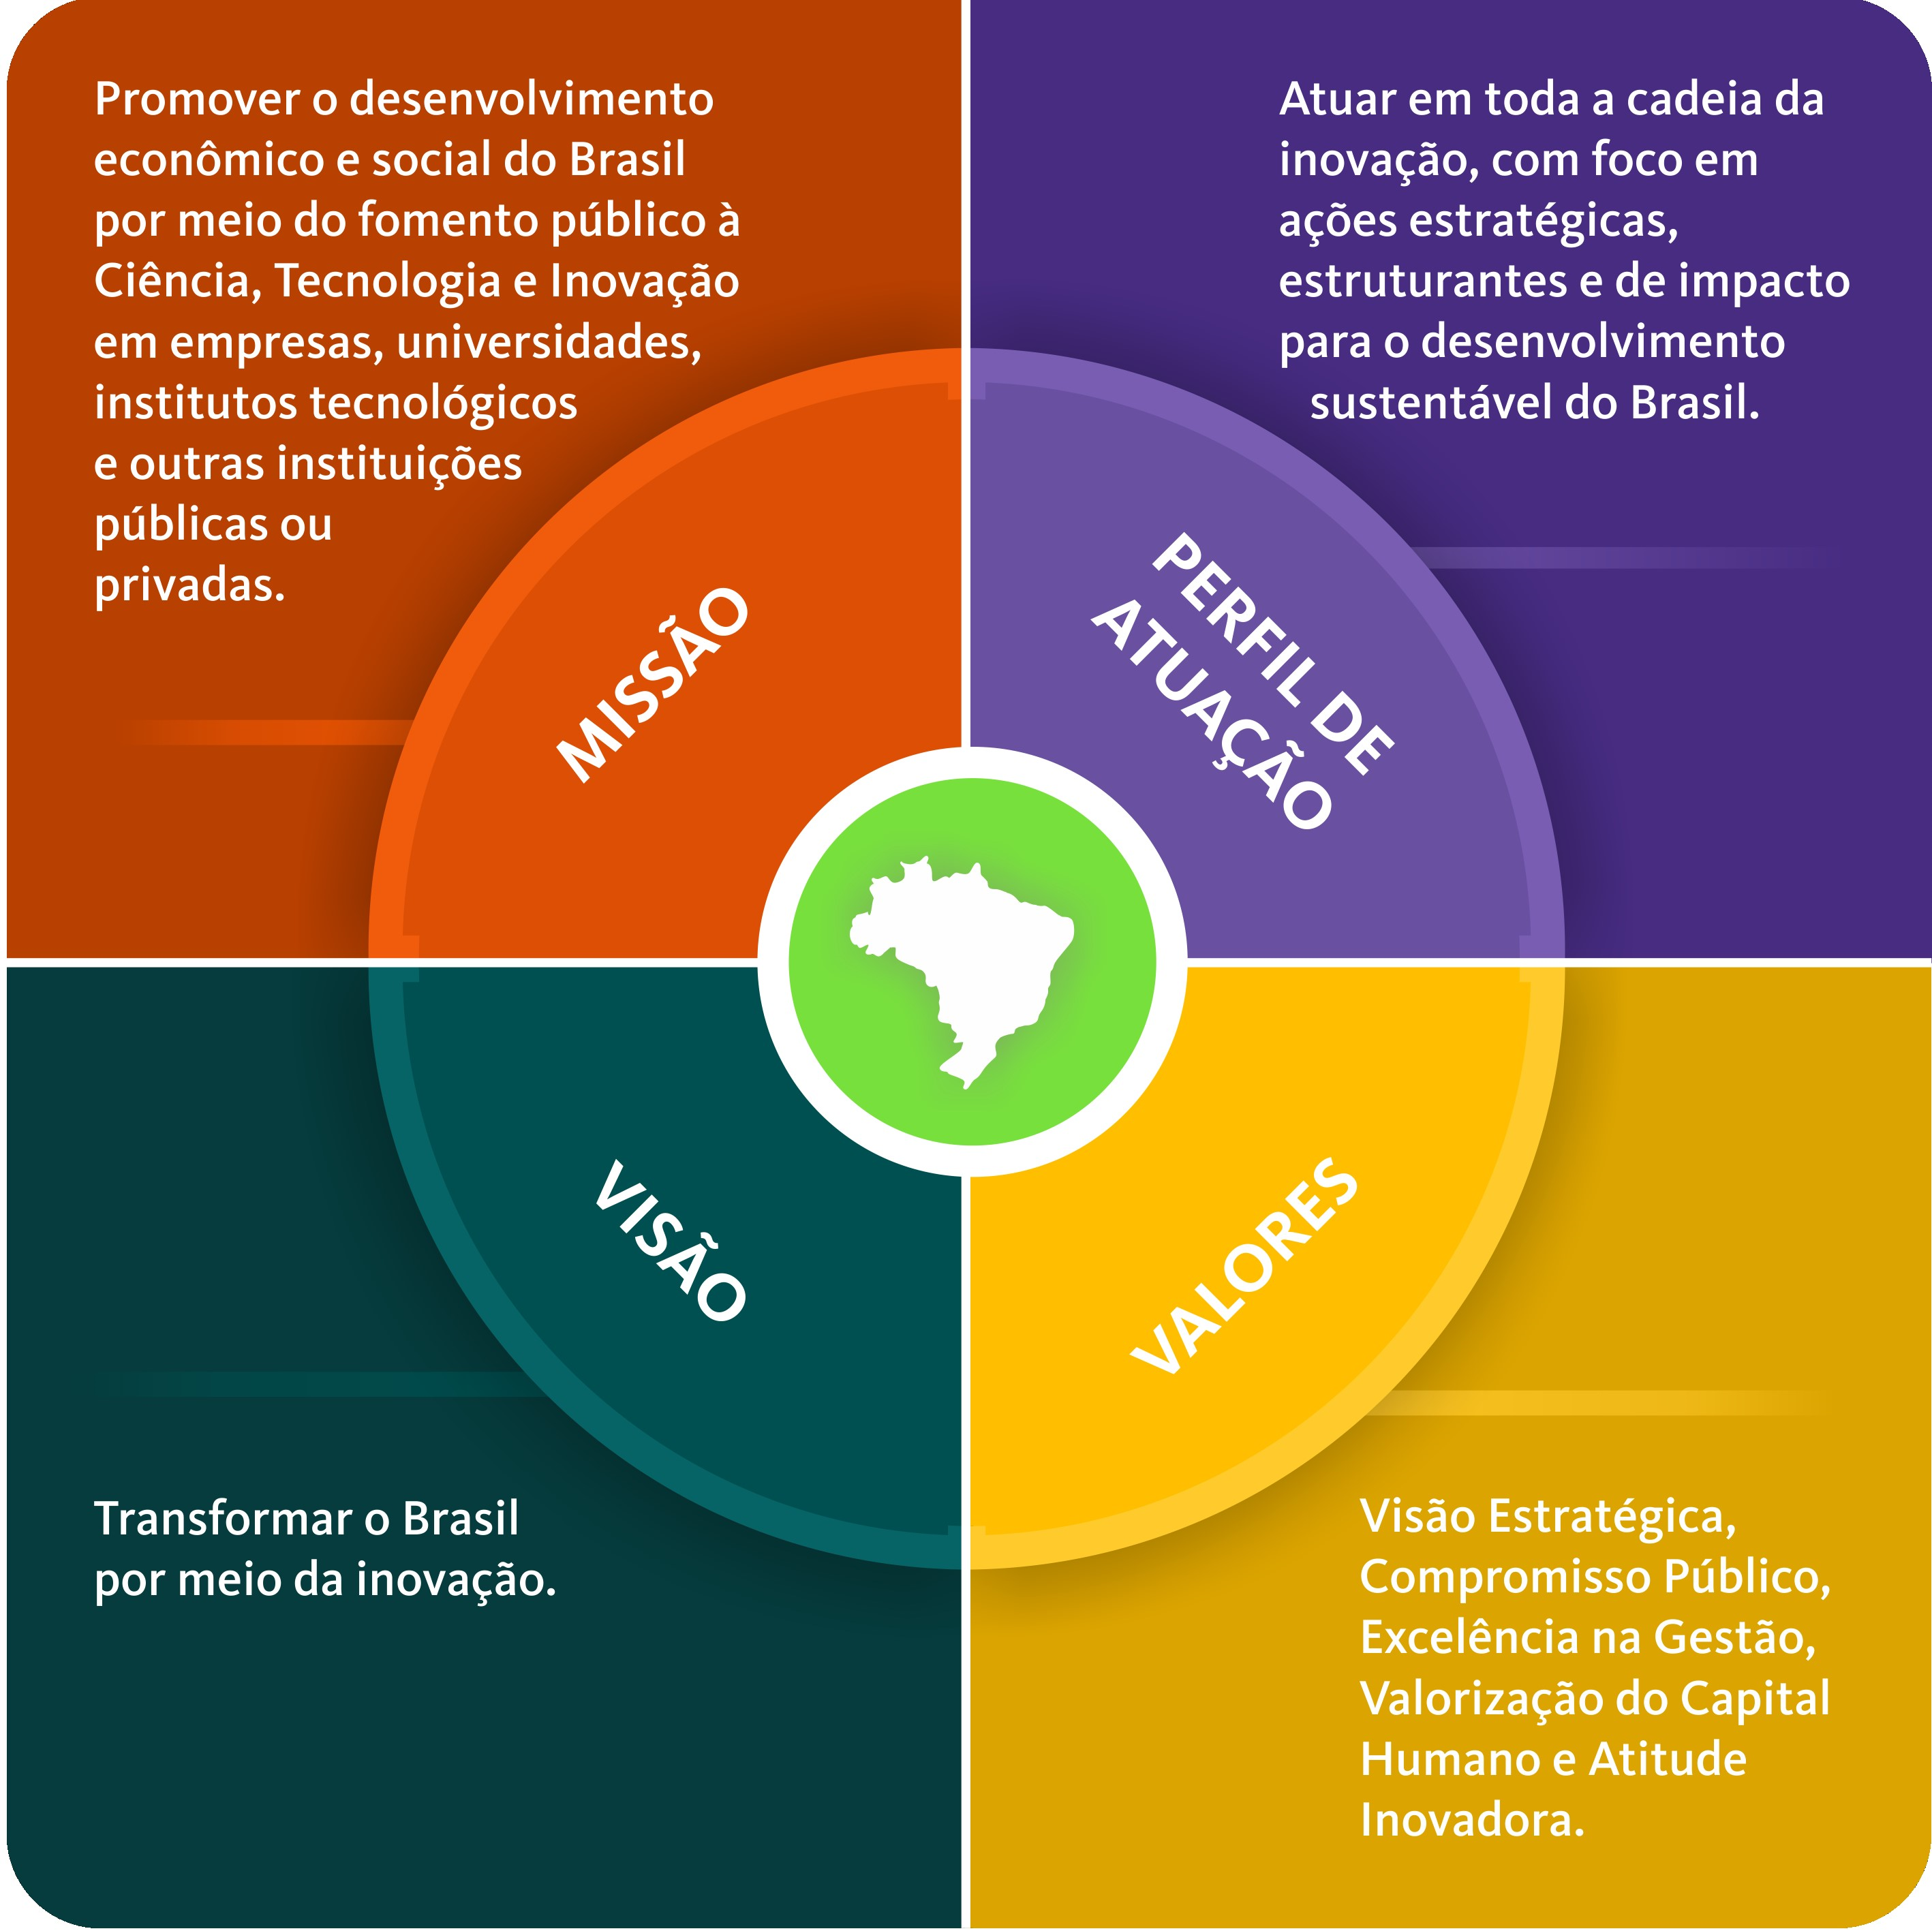 Promover o desenvolvimento
econômico e social do Brasil
por meio do fomento público à
Ciência, Tecnologia e Inovação
em empresas, universidades,
institutos tecnológicos
e outras instituições
públicas ou
privadas.
MISSÃO
Atuar em toda a cadeia da
inovação, com foco em
ações estratégicas,
estruturantes e de impacto
para o desenvolvimento
sustentável do Brasil.
PERFIL DE
ATUAÇÃO
VISÃO
Transformar o Brasil
por meio da inovação.
VALORES
Visão Estratégica,
Compromisso Público,
Excelência na Gestão,
Valorização do Capital
Humano e Atitude
Inovadora.